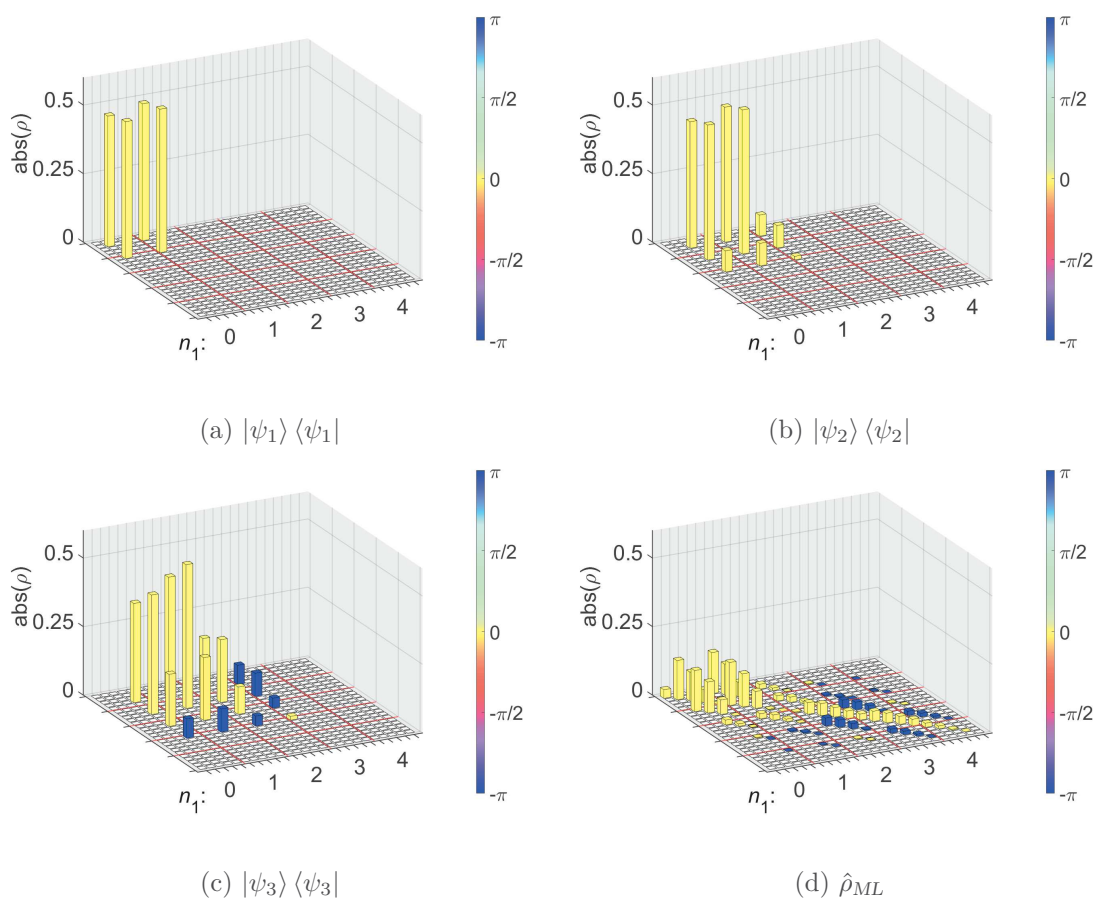 π
π/2
0
-π/2
-π
abs(ρ)
0.5
0.25
0
n1: 0 1 2 3 4
(a) |ψ1⟩ ⟨ψ1|
π
π/2
0
-π/2
-π
abs(ρ)
0.5
0.25
0
n1: 0 1 2 3 4
(b) |ψ2⟩ ⟨ψ2|
π
π/2
0
-π/2
-π
abs(ρ)
0.5
0.25
0
n1: 0 1 2 3 4
(c) |ψ3⟩ ⟨ψ3|
π
π/2
0
-π/2
-π
abs(ρ)
0.5
0.25
0
n1: 0 1 2 3 4
(d) ρ̂ML